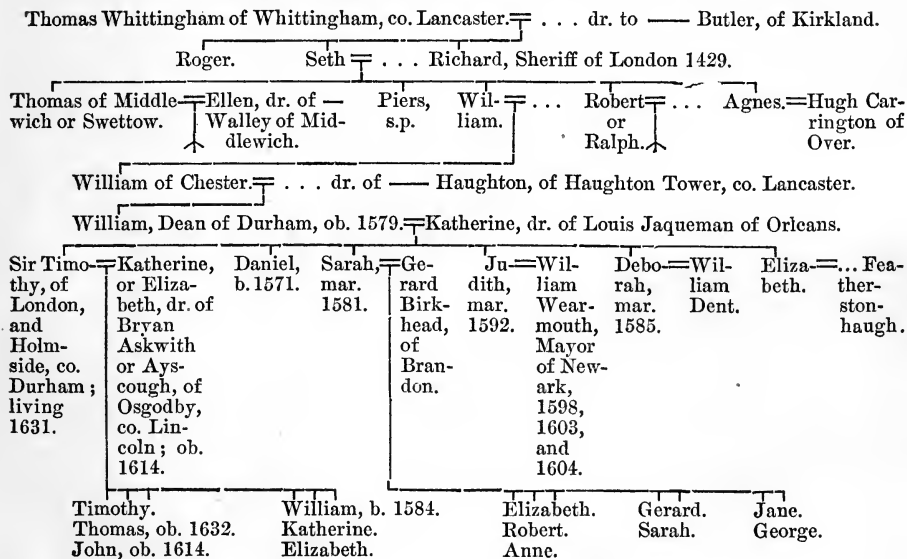 Thomas Whittingham of Whittingham, co. Lancaster. = . . . dr. to — Butler, of Kirkland.
Roger. Seth = . . . Richard, Sheriff of London 1429.
Thomas of Middle- = Ellen, dr. of — Piers, Wil- = . . . Robert = . . . Agnes. = Hugh Car-
wich or Swettow. Walley of Mid- s.p. liam. or rington of
dlewich. Ralph. Over.
William of Chester. = . . . dr. of — Haughton, of Haughton Tower, co. Lancaster.
William, Dean of Durham, ob. 1579. = Katherine, dr. of Louis Jaqueman of Orleans.
Sir Timo- = Katherine, Daniel, Sarah, = Ge- Ju- = Wil- Debo- = Wil- Eliza- = ... Fea-
thy, of or Eliza- b. 1571. mar. rard dith, liam rah, liam beth. ther-
London, beth, dr. of 1581. Birk- mar. Wear- mar. Dent. ston-
and Bryan head, 1592. mouth, 1585. haugh.
Holm- Askwith of Mayor
side, co. or Ays- Bran- of New-
Durham ; cough, of don. ark,
living Osgodby, 1598,
1631. co. Lin- 1603,
coln ; ob. and
1614. 1604.
Timothy. William, b. 1584. Elizabeth. Gerard. Jane.
Thomas, ob. 1632. Katherine. Robert. Sarah. George.
John, ob. 1614. Elizabeth. Anne.